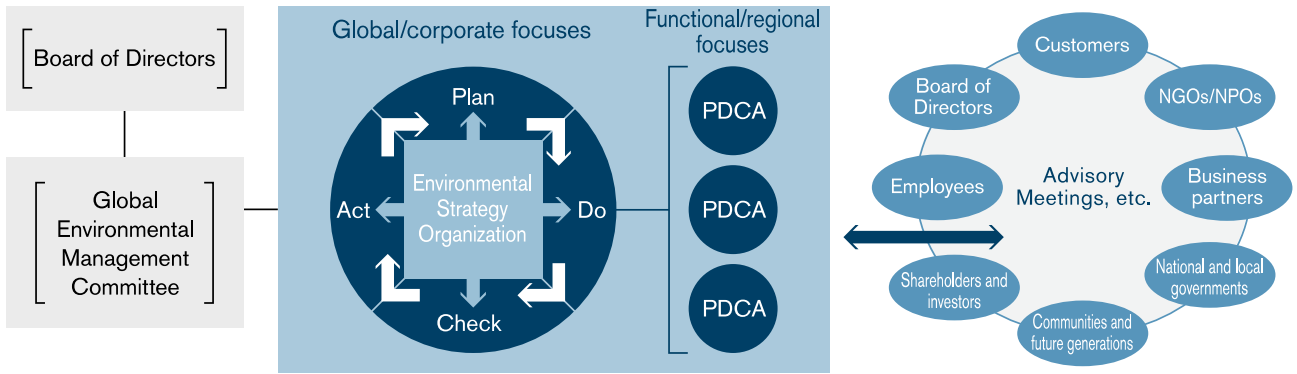 Board of Directors
Global
Environmental
Management
Committee
Global/corporate focuses
Plan
Act
Environmental
Strategy
Organization
Do
Check
Functional/regional
focuses
PDCA
PDCA
PDCA
Customers
Board of
Directors
NGOs/NPOs
Employees
Advisory
Meetings, etc.
Business
partners
Shareholders and
investors
National and local
governments
Communities and
future generations